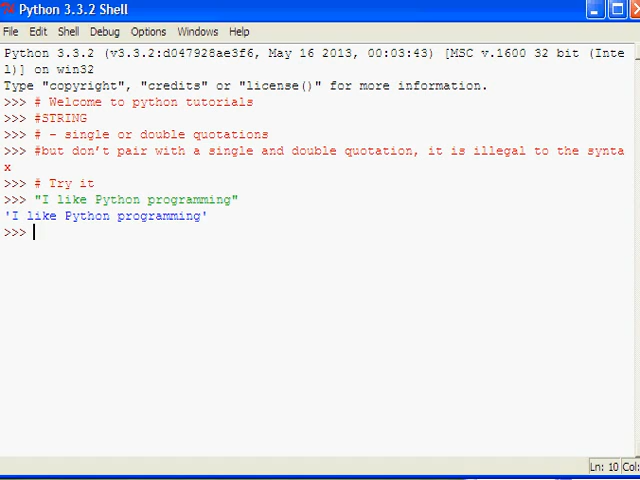 Python 3.3.2 Shell
File Edit Shell Debug Options Windows Help
Python 3.3.2 (v3.3.2:d047928ae3f6, May 16 2013, 00:03:43) [MSC v.1600 32 bit (Inte
l)] on win32
Type "copyright", "credits" or "license()" for more information.
>>> # Welcome to python tutorials
>>> #STRING
>>> # - single or double quotations
>>> #but don't pair with a single and double quotation, it is illegal to the synta
x
>>> # Try it
>>> "I like Python programming"
'I like Python programming'
>>>
Ln: 10 Col: